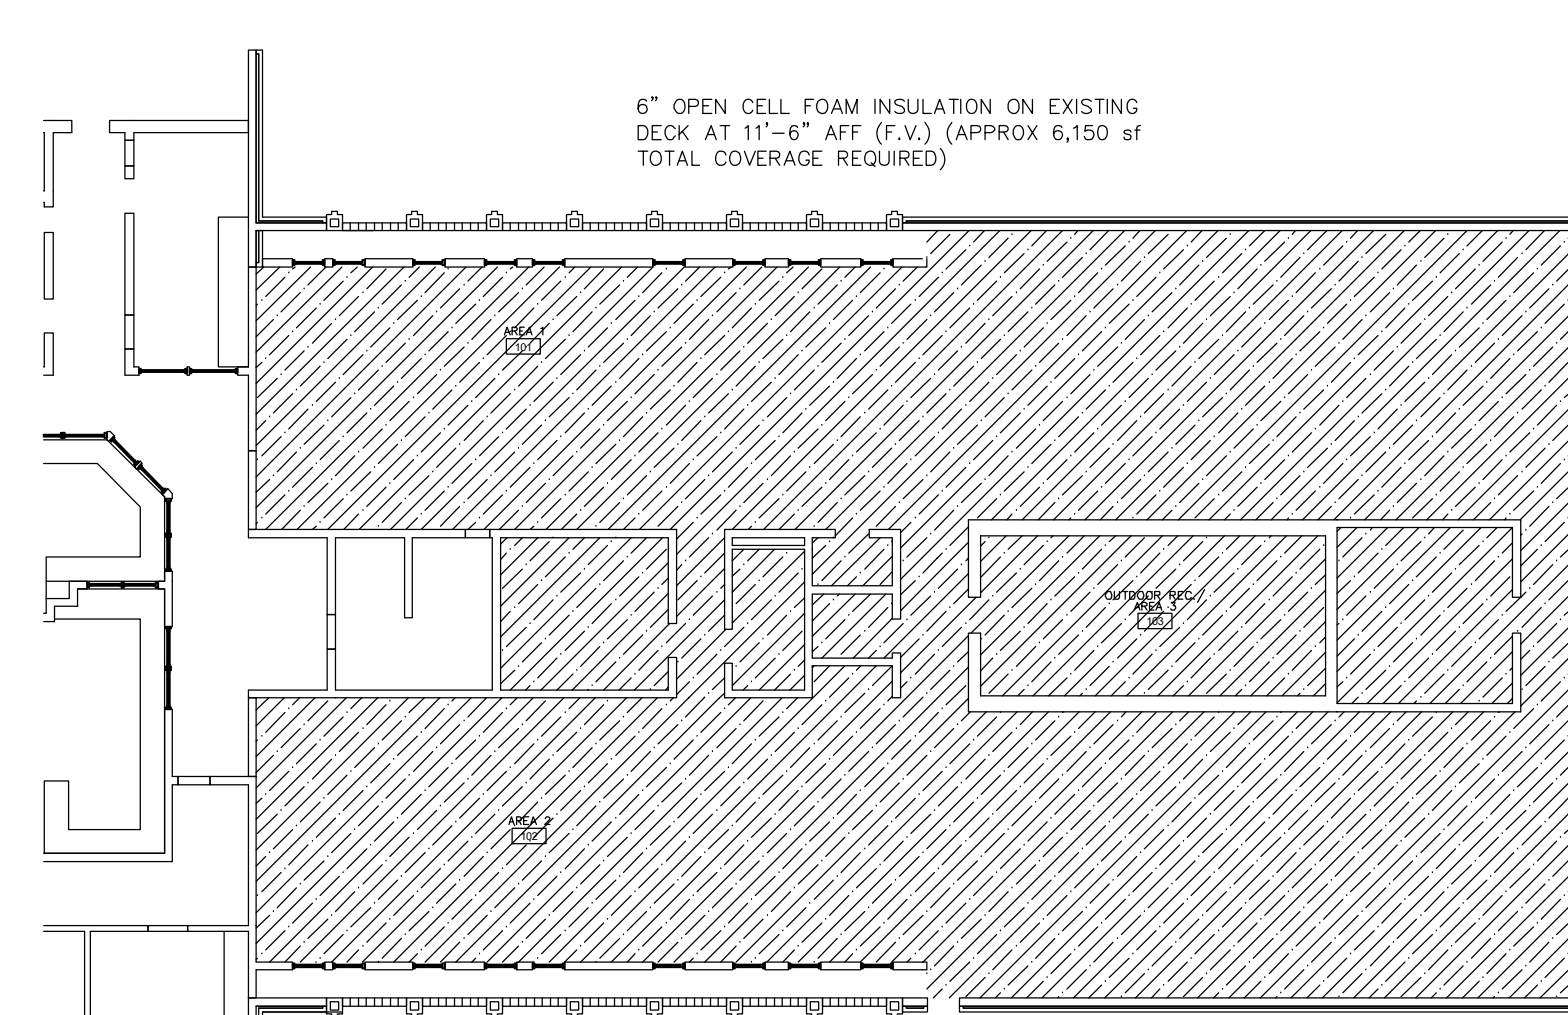 6” OPEN CELL FOAM INSULATION ON EXISTING
DECK AT 11’-6” AFF (F.V.) (APPROX 6,150 sf
TOTAL COVERAGE REQUIRED)
AREA 1
101
OUTDOOR REC./
AREA 3
103
AREA 2
102